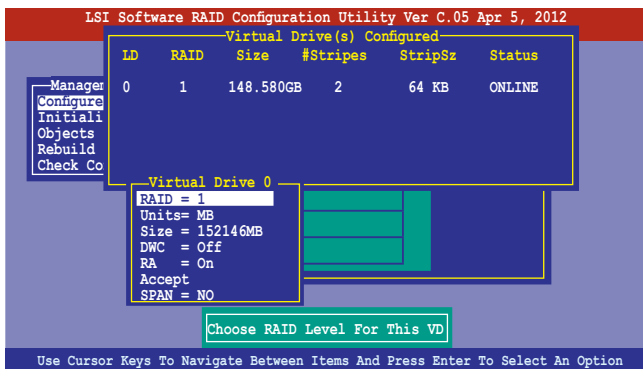 LSI Software RAID Configuration Utility Ver C.05 Apr 5, 2012
Virtual Drive(s) Configured
LD RAID Size #Stripes StripSz Status
0 1 148.580GB 2 64 KB ONLINE
Managem
Configure
Initiali
Objects
Rebuild
Check Co
Virtual Drive 0
RAID = 1
Units= MB
Size = 152146MB
DWC = Off
RA = On
Accept
SPAN = NO
Choose RAID Level For This VD
Use Cursor Keys To Navigate Between Items And Press Enter To Select An Option